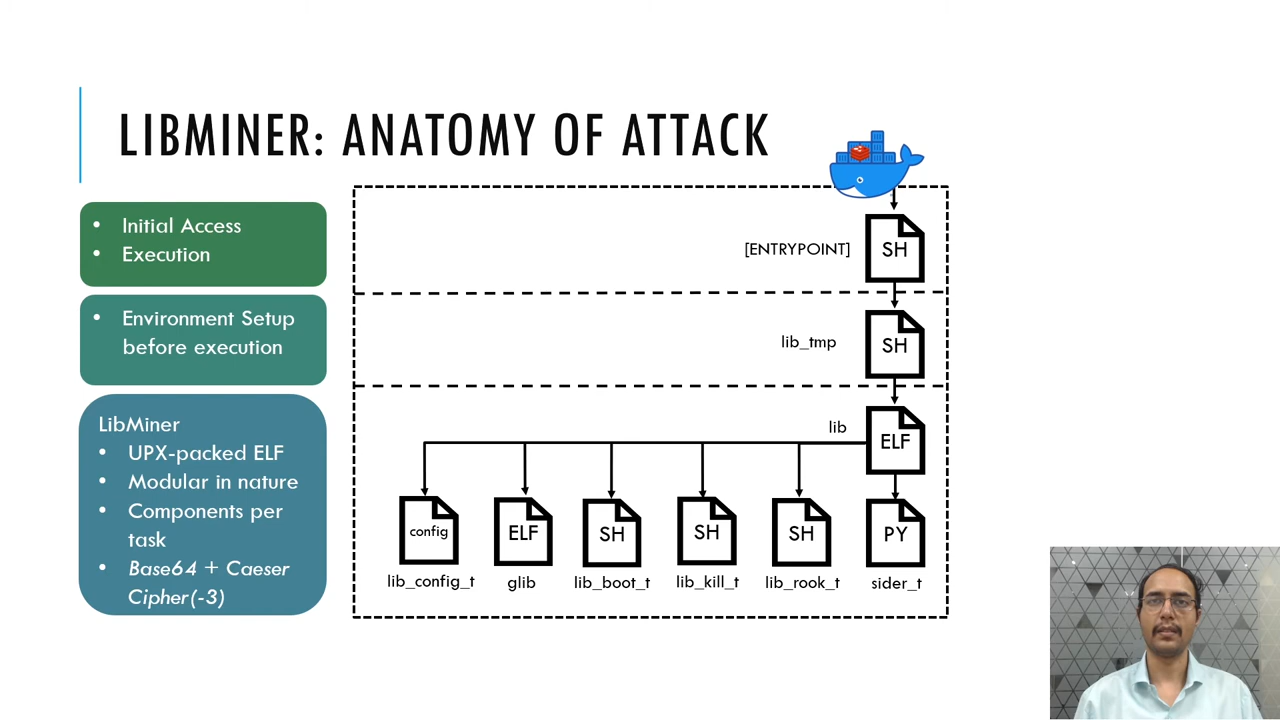 LIBMINER: ANATOMY OF ATTACK
• Initial Access
• Execution
• Environment Setup
before execution
LibMiner
• UPX-packed ELF
• Modular in nature
• Components per
task
• Base64 + Caeser
Cipher(-3)
[ENTRYPOINT]
SH
lib_tmp
SH
lib
ELF
config
ELF
SH
SH
SH
PY
lib_config_t
glib
lib_boot_t
lib_kill_t
lib_rook_t
sider_t